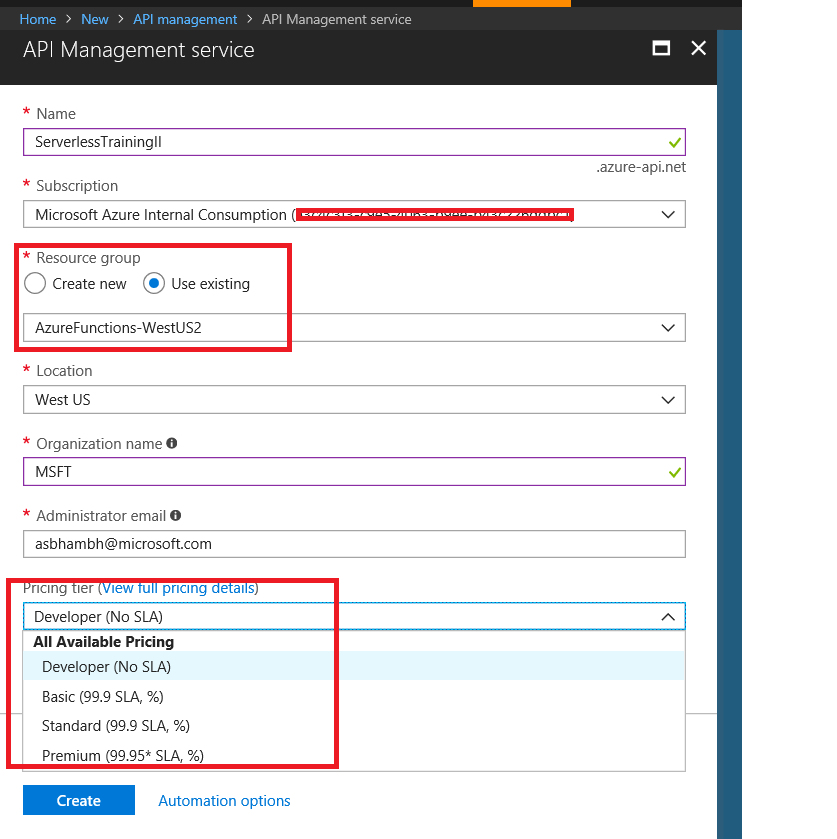 Home > New > API management > API Management service
API Management service
* Name
ServerlessTrainingII
.azure-api.net
* Subscription
Microsoft Azure Internal Consumption (
* Resource group
Create new Use existing
AzureFunctions-WestUS2
* Location
West US
* Organization name
MSFT
* Administrator email
asbhambh@microsoft.com
Pricing tier (View full pricing details)
Developer (No SLA)
All Available Pricing
Developer (No SLA)
Basic (99.9 SLA, %)
Standard (99.9 SLA, %)
Premium (99.95* SLA, %)
Create Automation options